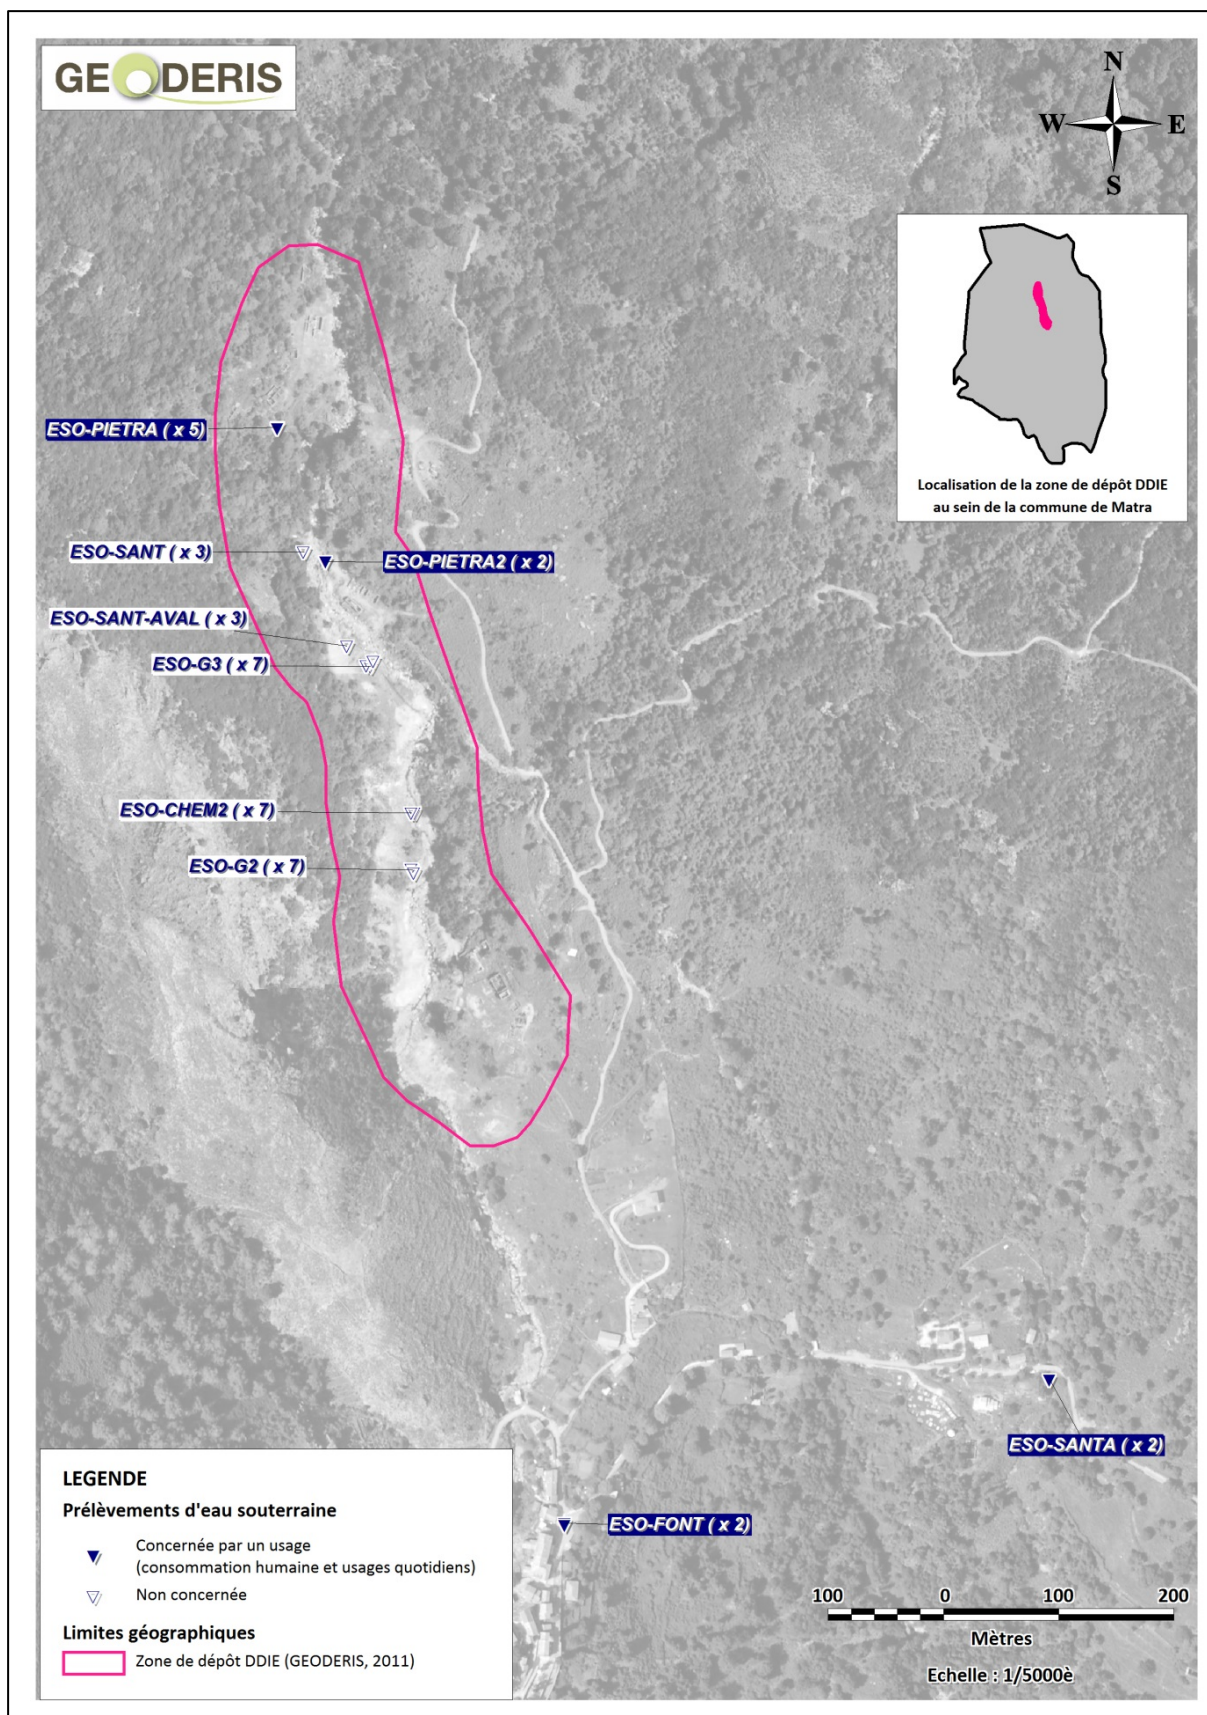 GEODERIS
N
W E
S
Localisation de la zone de dépôt DDIE
au sein de la commune de Matra
ESO-PIETRA ( x 5)
ESO-SANT ( x 3)
ESO-PIETRA2 ( x 2)
ESO-SANT-AVAL ( x 3)
ESO-G3 ( x 7)
ESO-CHEM2 ( x 7)
ESO-G2 ( x 7)
ESO-SANTA ( x 2)
ESO-FONT ( x 2)
LEGENDE
Prélèvements d'eau souterraine
Concernée par un usage
(consommation humaine et usages quotidiens)
Non concernée
Limites géographiques
Zone de dépôt DDIE (GEODERIS, 2011)
100 0 100 200
Mètres
Echelle : 1/5000è